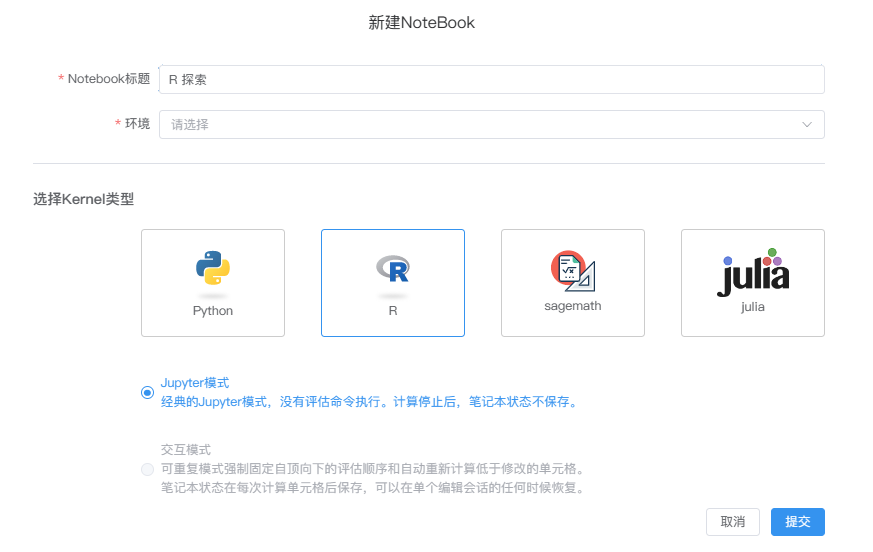 新建NoteBook
* Notebook标题 R 探索
* 环境 请选择
选择Kernel类型
Python
R
sagemath
julia
julia
Jupyter模式
经典的Jupyter模式，没有评估命令执行。计算停止后，笔记本状态不保存。
交互模式
可重复模式强制固定自顶向下的评估顺序和自动重新计算低于修改的单元格。
笔记本状态在每次计算单元格后保存，可以在单个编辑会话的任何时候恢复。
取消 提交